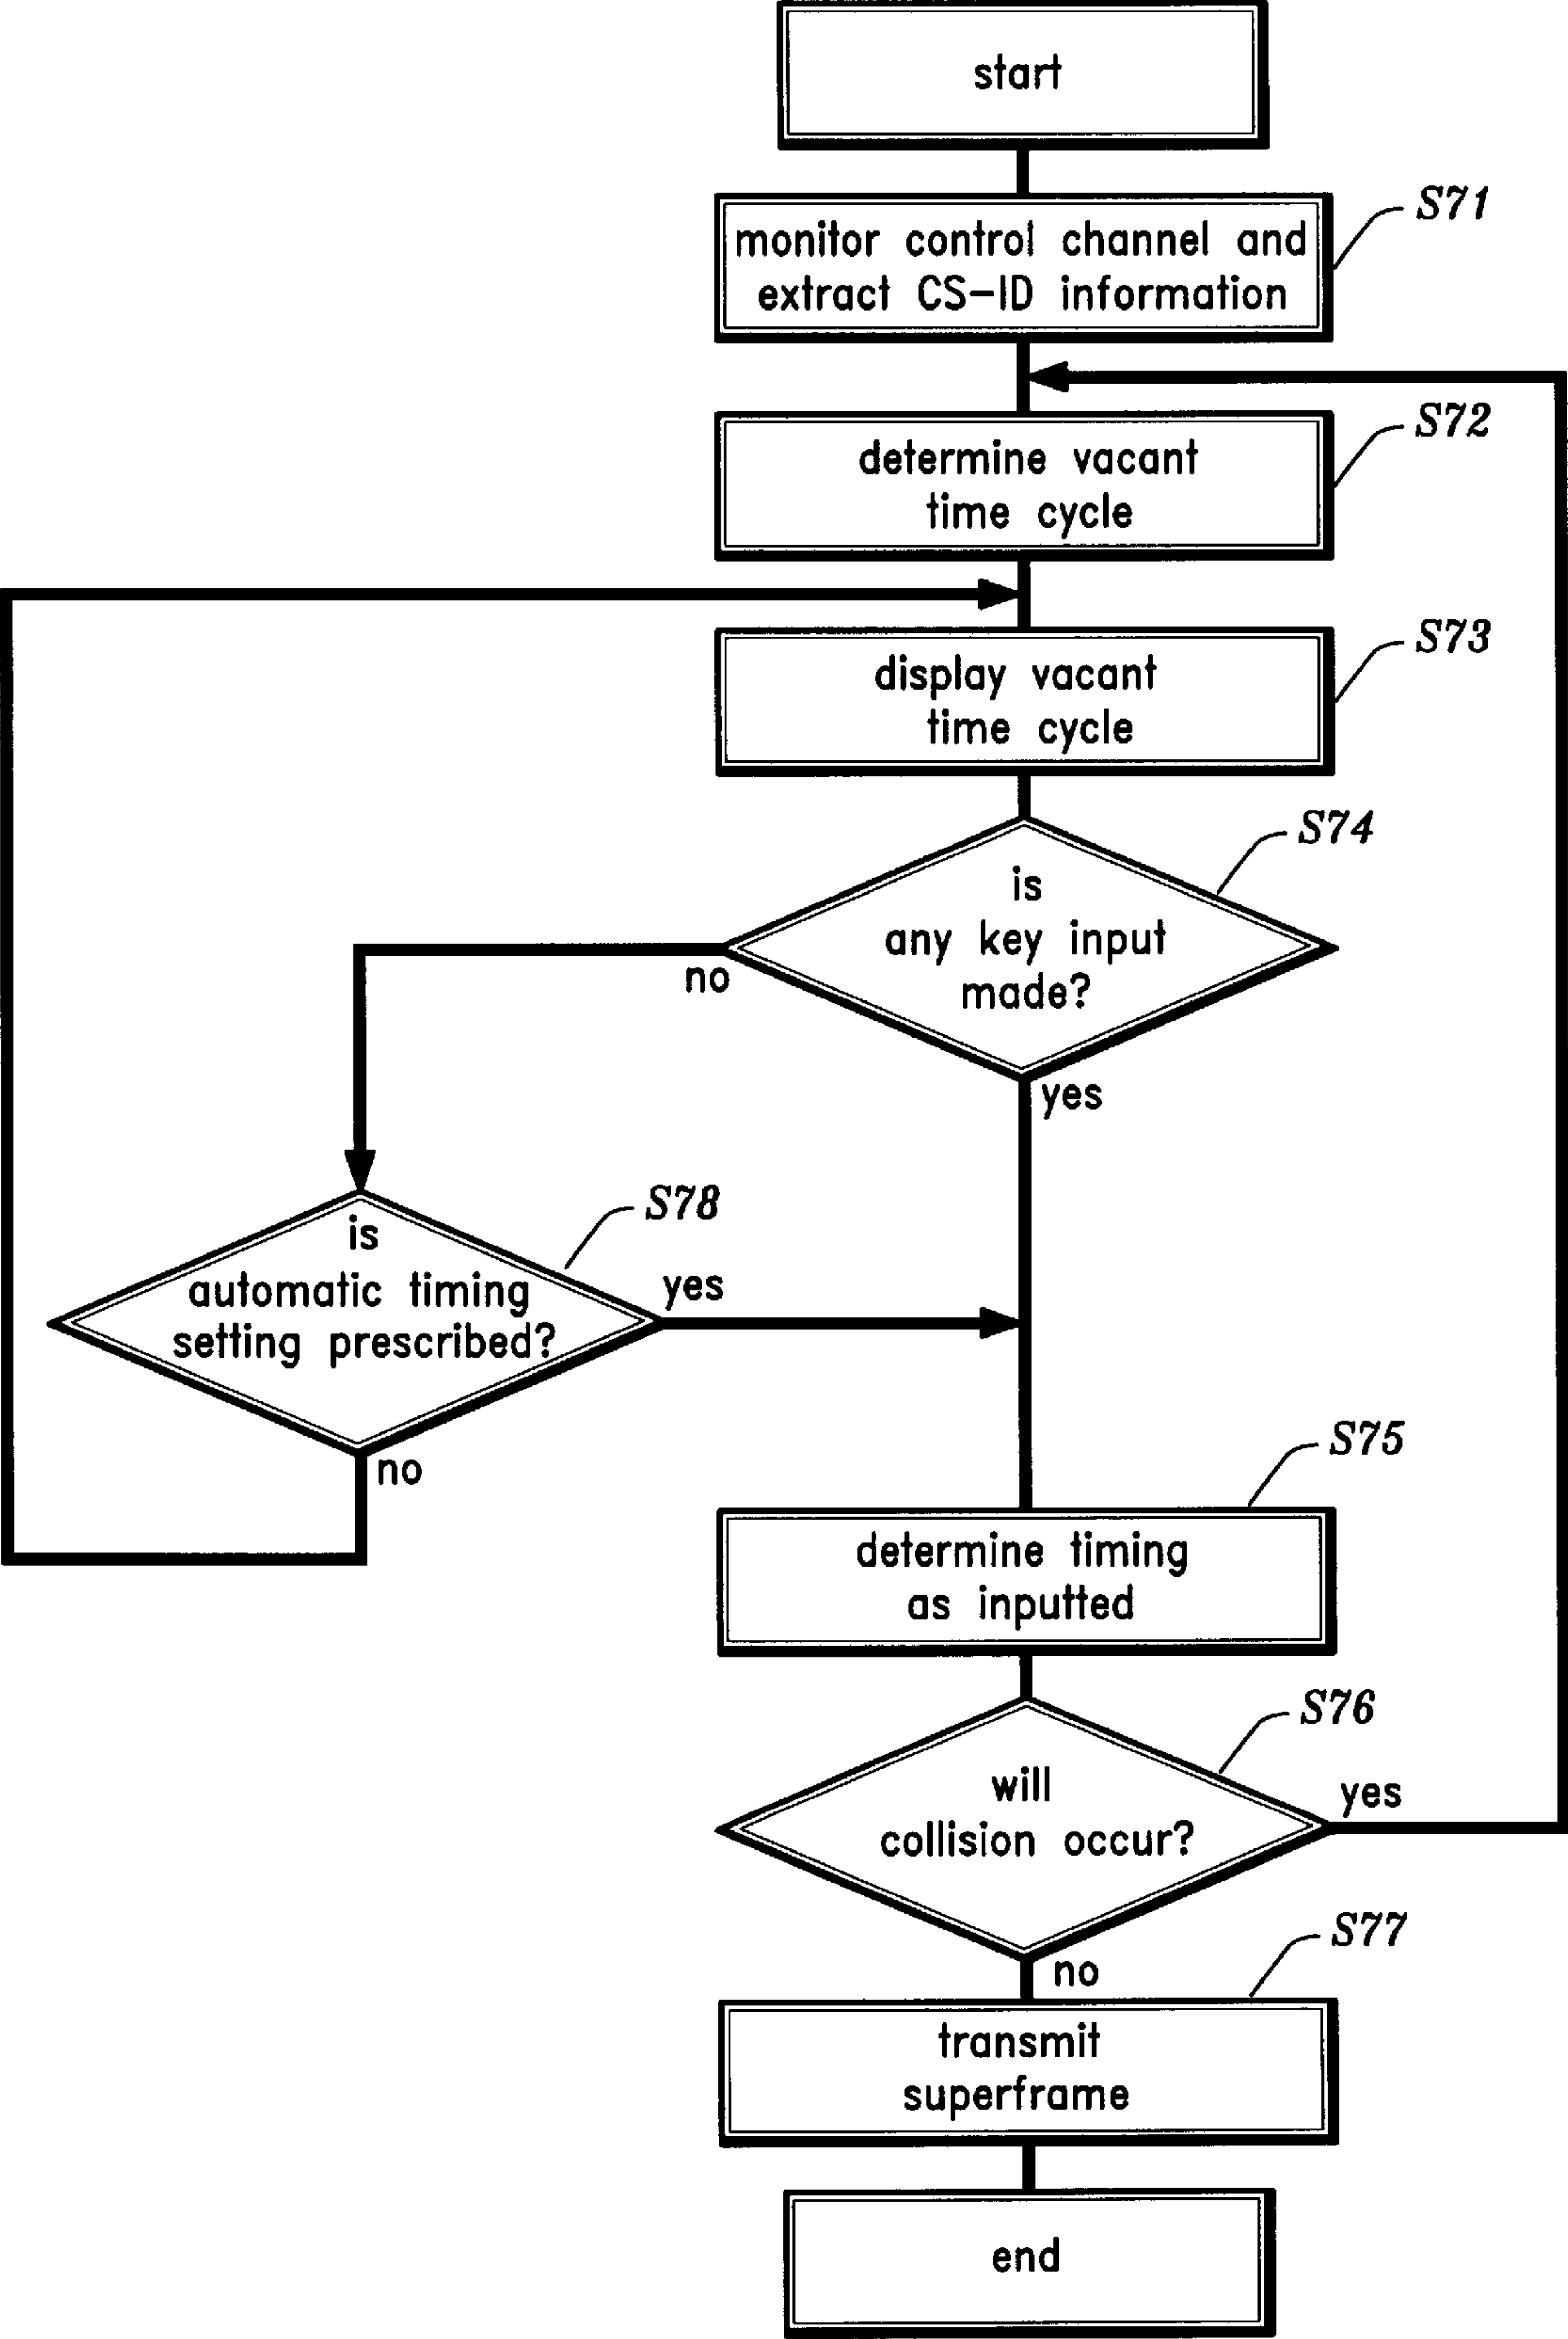 start
S71
monitor control channel and
extract CS-ID information
S72
determine vacant
time cycle
S73
display vacant
time cycle
S74
is
any key input
made?
no
yes
S78
is
automatic timing
setting prescribed?
yes
no
S75
determine timing
as inputted
S76
will
collision occur?
yes
no
S77
transmit
superframe
end